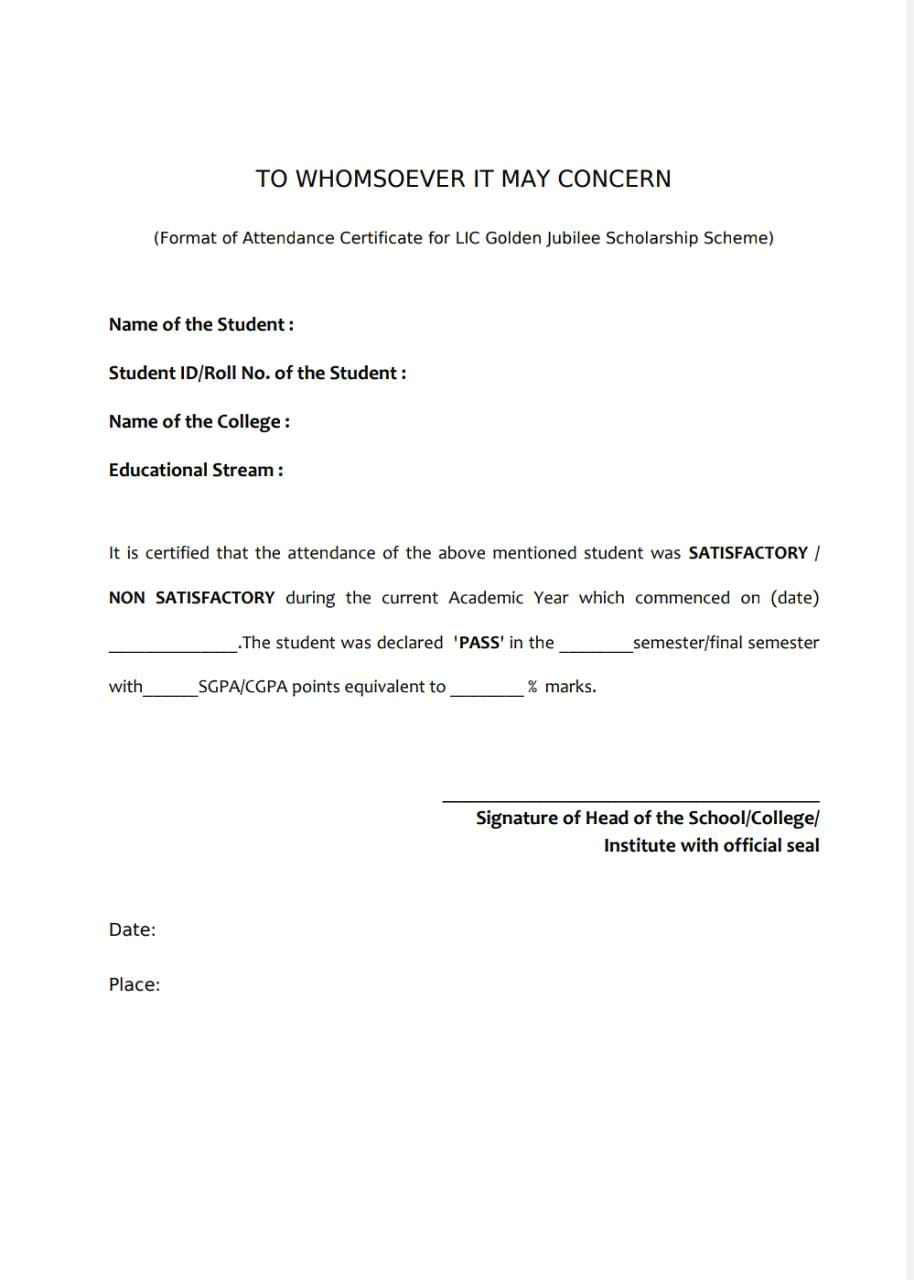 TO WHOMSOEVER IT MAY CONCERN
(Format of Attendance Certificate for LIC Golden Jubilee Scholarship Scheme)
Name of the Student :
Student ID/Roll No. of the Student :
Name of the College :
Educational Stream :
It is certified that the attendance of the above mentioned student was SATISFACTORY /
NON SATISFACTORY during the current Academic Year which commenced on (date)
______________.The student was declared 'PASS' in the ________semester/final semester
with______SGPA/CGPA points equivalent to ________ % marks.
Signature of Head of the School/College/
Institute with official seal
Date:
Place: